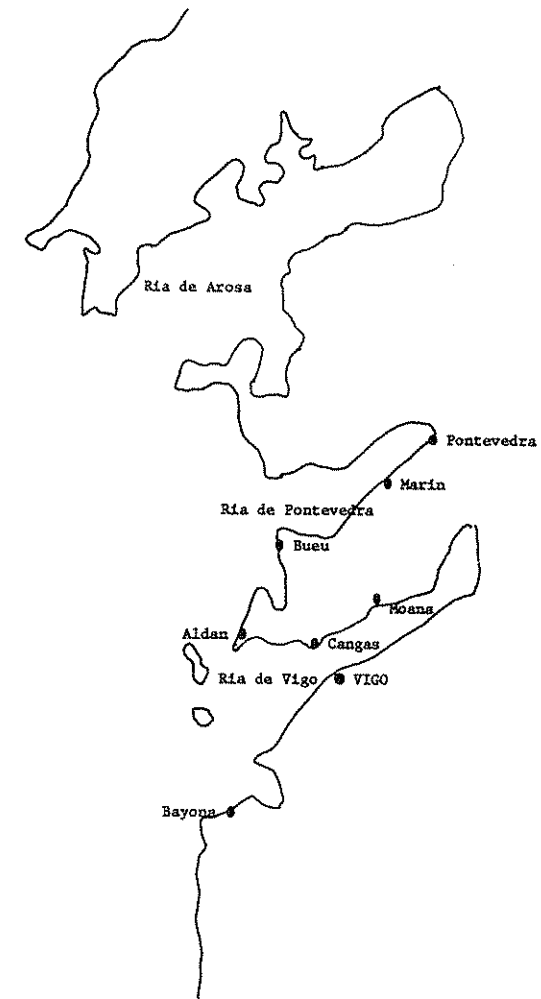 Ria de Arosa
Pontevedra
Marin
Ria de Pontevedra
Bueu
Moana
Aldan
Cangas
Ria de Vigo
VIGO
Bayona